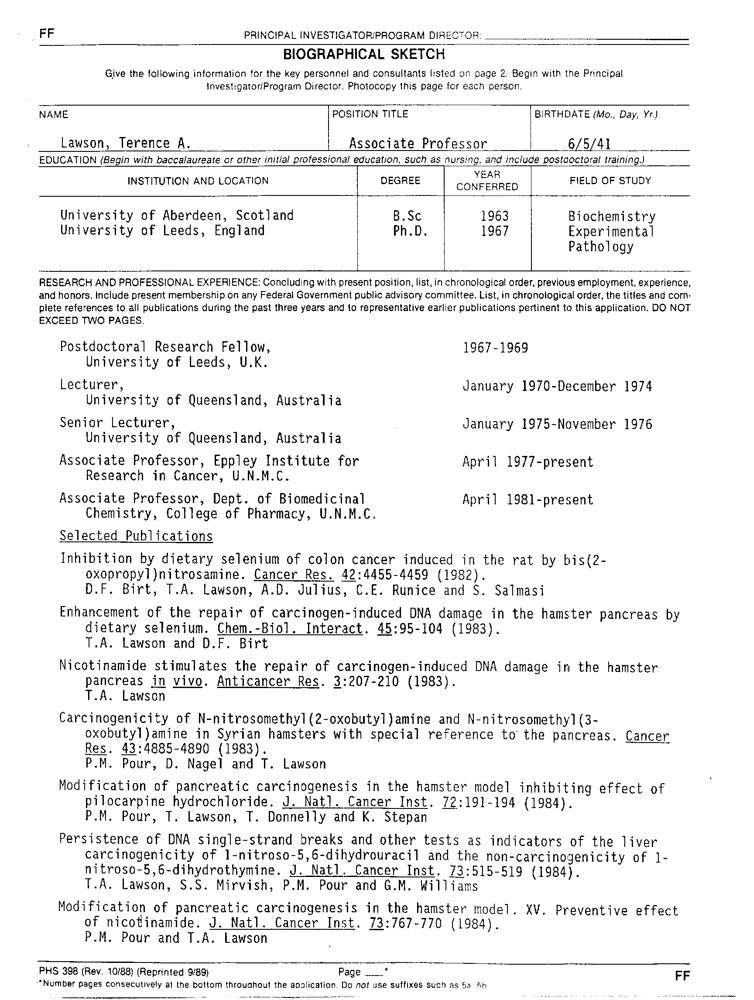 FF
PRINCIPAL INVESTIGATOR/PROGRAM DIRECTOR:
BIOGRAPHICAL SKETCH
Give the following information for the key personnel and consultants listed on page 2. Begin with the Principal
Investigator/Program Director. Photocopy this page for each person.
NAME POSITION TITLE BIRTHDATE (Mo., Day, Yr.)
Lawson, Terence A. Associate Professor 6/5/41
EDUCATION (Begin with baccalaureate or other initial professional education, such as nursing, and include postdoctoral training.)
INSTITUTION AND LOCATION DEGREE YEAR CONFERRED FIELD OF STUDY
University of Aberdeen, Scotland B.Sc 1963 Biochemistry
University of Leeds, England Ph.D. 1967 Experimental
Pathology
RESEARCH AND PROFESSIONAL EXPERIENCE: Concluding with present position, list, in chronological order, previous employment, experience,
and honors. Include present membership on any Federal Government public advisory committee. List, in chronological order, the titles and com-
plete references to all publications during the past three years and to representative earlier publications pertinent to this application. DO NOT
EXCEED TWO PAGES.
Postdoctoral Research Fellow, 1967-1969
University of Leeds, U.K.
Lecturer, January 1970-December 1974
University of Queensland, Australia
Senior Lecturer, January 1975-November 1976
University of Queensland, Australia
Associate Professor, Eppley Institute for April 1977-present
Research in Cancer, U.N.M.C.
Associate Professor, Dept. of Biomedicinal April 1981-present
Chemistry, College of Pharmacy, U.N.M.C.
Selected Publications
Inhibition by dietary selenium of colon cancer induced in the rat by bis(2-
oxopropyl)nitrosamine. Cancer Res. 42:4455-4459 (1982).
D.F. Birt, T.A. Lawson, A.D. Julius, C.E. Runice and S. Salmasi
Enhancement of the repair of carcinogen-induced DNA damage in the hamster pancreas by
dietary selenium. Chem.-Biol. Interact. 45:95-104 (1983).
T.A. Lawson and D.F. Birt
Nicotinamide stimulates the repair of carcinogen-induced DNA damage in the hamster
pancreas in vivo. Anticancer Res. 3:207-210 (1983).
T.A. Lawson
Carcinogenicity of N-nitrosomethyl(2-oxobutyl)amine and N-nitrosomethyl(3-
oxobutyl)amine in Syrian hamsters with special reference to the pancreas. Cancer
Res. 43:4885-4890 (1983).
P.M. Pour, D. Nagel and T. Lawson
Modification of pancreatic carcinogenesis in the hamster model inhibiting effect of
pilocarpine hydrochloride. J. Natl. Cancer Inst. 72:191-194 (1984).
P.M. Pour, T. Lawson, T. Donnelly and K. Stepan
Persistence of DNA single-strand breaks and other tests as indicators of the liver
carcinogenicity of 1-nitroso-5,6-dihydrouracil and the non-carcinogenicity of 1-
nitroso-5,6-dihydrothymine. J. Natl. Cancer Inst. 73:515-519 (1984).
T.A. Lawson, S.S. Mirvish, P.M. Pour and G.M. Williams
Modification of pancreatic carcinogenesis in the hamster model. XV. Preventive effect
of nicotinamide. J. Natl. Cancer Inst. 73:767-770 (1984).
P.M. Pour and T.A. Lawson
PHS 398 (Rev. 10/88) (Reprinted 9/89) Page ___* FF
*Number pages consecutively at the bottom throughout the application. Do not use suffixes such as 5a, 5b.